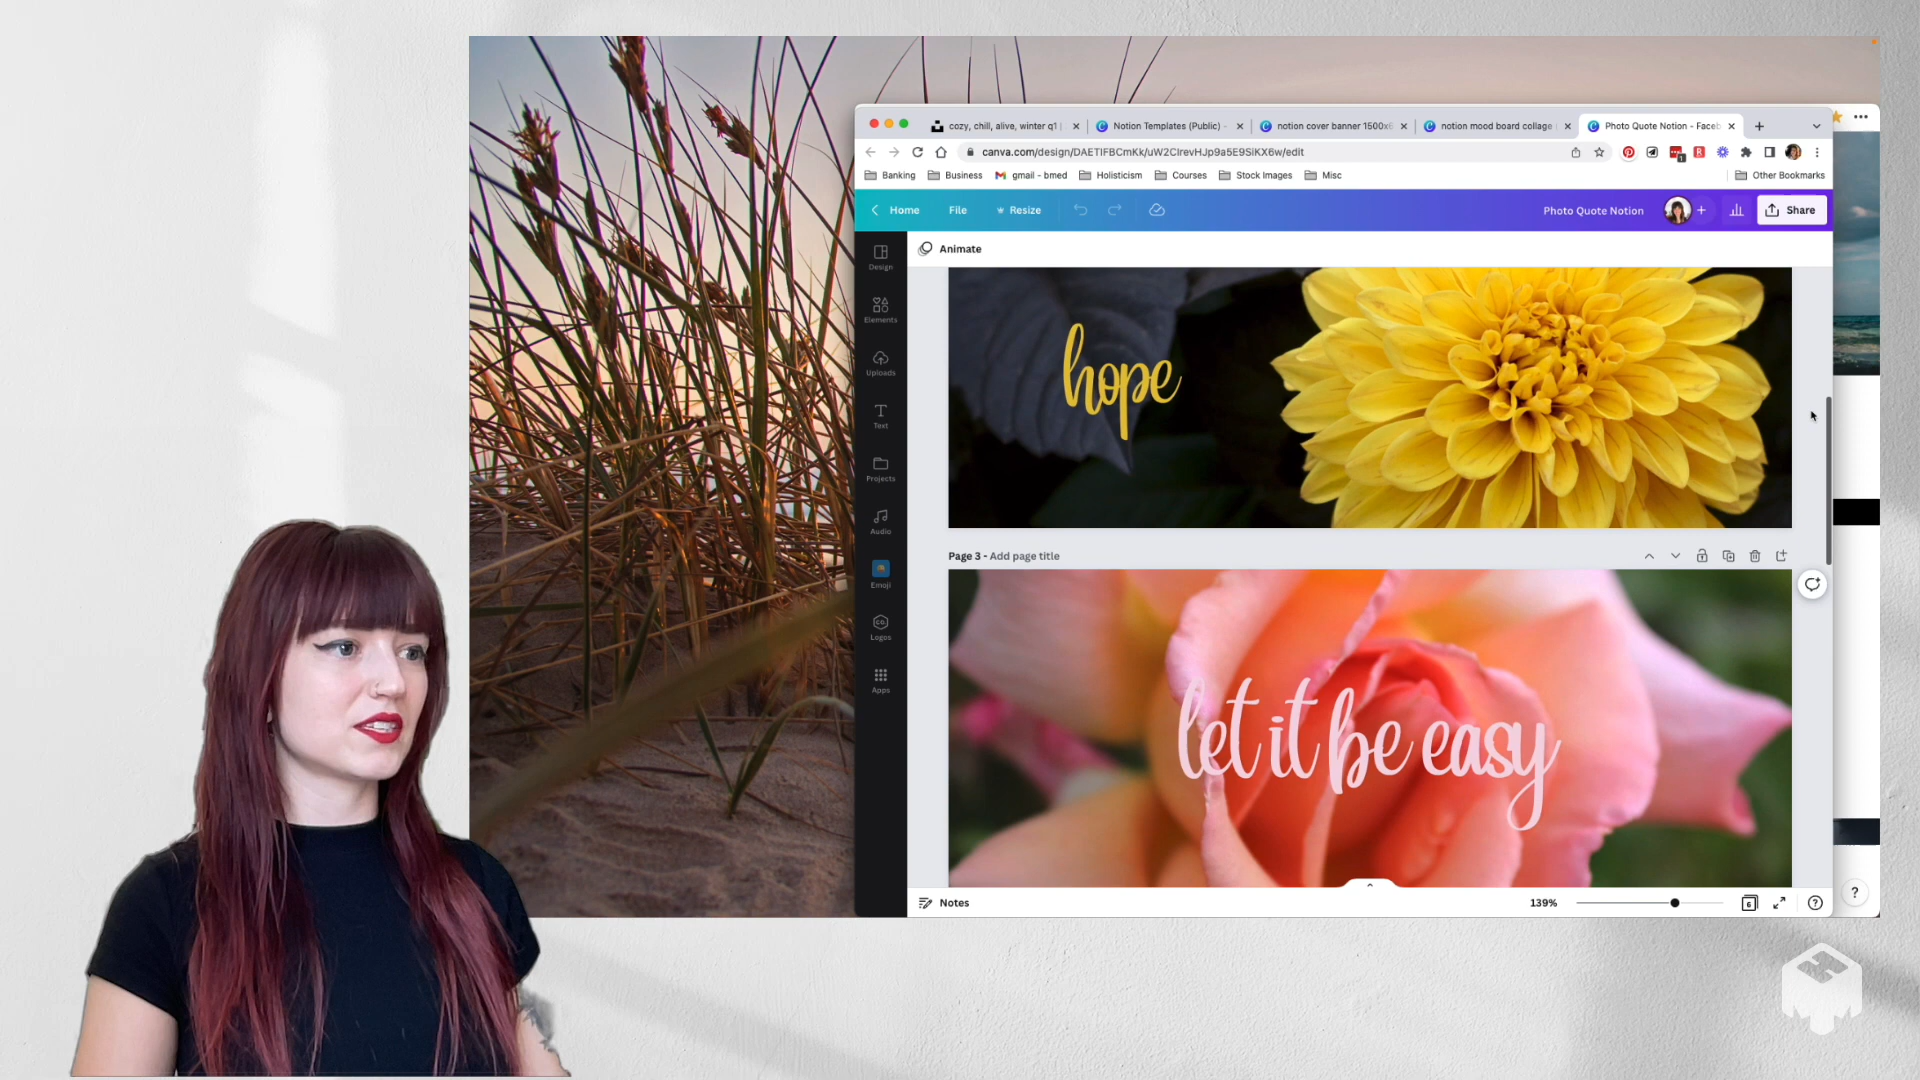 cozy, chill, alive, winter q1
Notion Templates (Public) -
notion cover banner 1500x6
notion mood board collage
Photo Quote Notion - Faceb
canva.com/design/DAETIFBCmKk/uW2CIrevHJp9a5E9SiKX6w/edit
Banking
Business
gmail - bmed
Holisticism
Courses
Stock Images
Misc
Other Bookmarks
Home
File
Resize
Photo Quote Notion
Share
Design
Elements
Uploads
Text
Projects
Audio
Emoji
Logos
Apps
Animate
hope
Page 3 - Add page title
let it be easy
Notes
139%
6